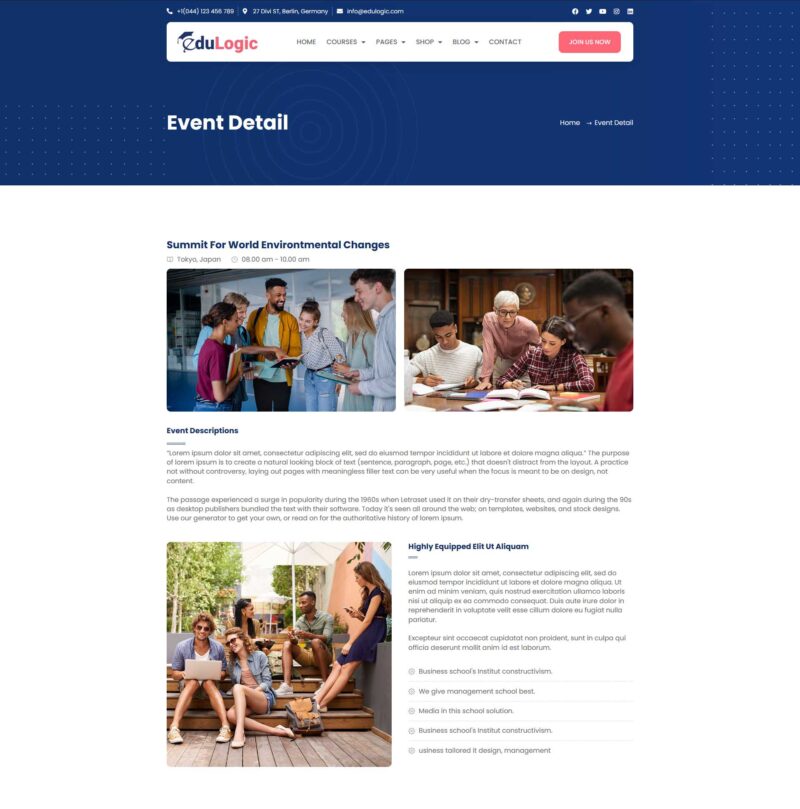 +1(044) 123 456 789 27 Divi ST, Berlin, Germany info@edulogic.com
eduLogic HOME COURSES PAGES SHOP BLOG CONTACT JOIN US NOW
Event Detail
Home → Event Detail
Summit For World Environtmental Changes
Tokyo, Japan 08.00 am - 10.00 am
Event Descriptions
"Lorem ipsum dolor sit amet, consectetur adipiscing elit, sed do eiusmod tempor incididunt ut labore et dolore magna aliqua." The purpose
of lorem ipsum is to create a natural looking block of text (sentence, paragraph, page, etc.) that doesn't distract from the layout. A practice
not without controversy, laying out pages with meaningless filler text can be very useful when the focus is meant to be on design, not
content.
The passage experienced a surge in popularity during the 1960s when Letraset used it on their dry-transfer sheets, and again during the 90s
as desktop publishers bundled the text with their software. Today it's seen all around the web; on templates, websites, and stock designs.
Use our generator to get your own, or read on for the authoritative history of lorem ipsum.
Highly Equipped Elit Ut Aliquam
Lorem ipsum dolor sit amet, consectetur adipiscing elit, sed do
eiusmod tempor incididunt ut labore et dolore magna aliqua. Ut
enim ad minim veniam, quis nostrud exercitation ullamco laboris
nisi ut aliquip ex ea commodo consequat. Duis aute irure dolor in
reprehenderit in voluptate velit esse cillum dolore eu fugiat nulla
pariatur.
Excepteur sint occaecat cupidatat non proident, sunt in culpa qui
officia deserunt mollit anim id est laborum.
Business school's Institut constructivism.
We give management school best.
Media in this school solution.
Business school's Institut constructivism.
usiness tailored it design, management